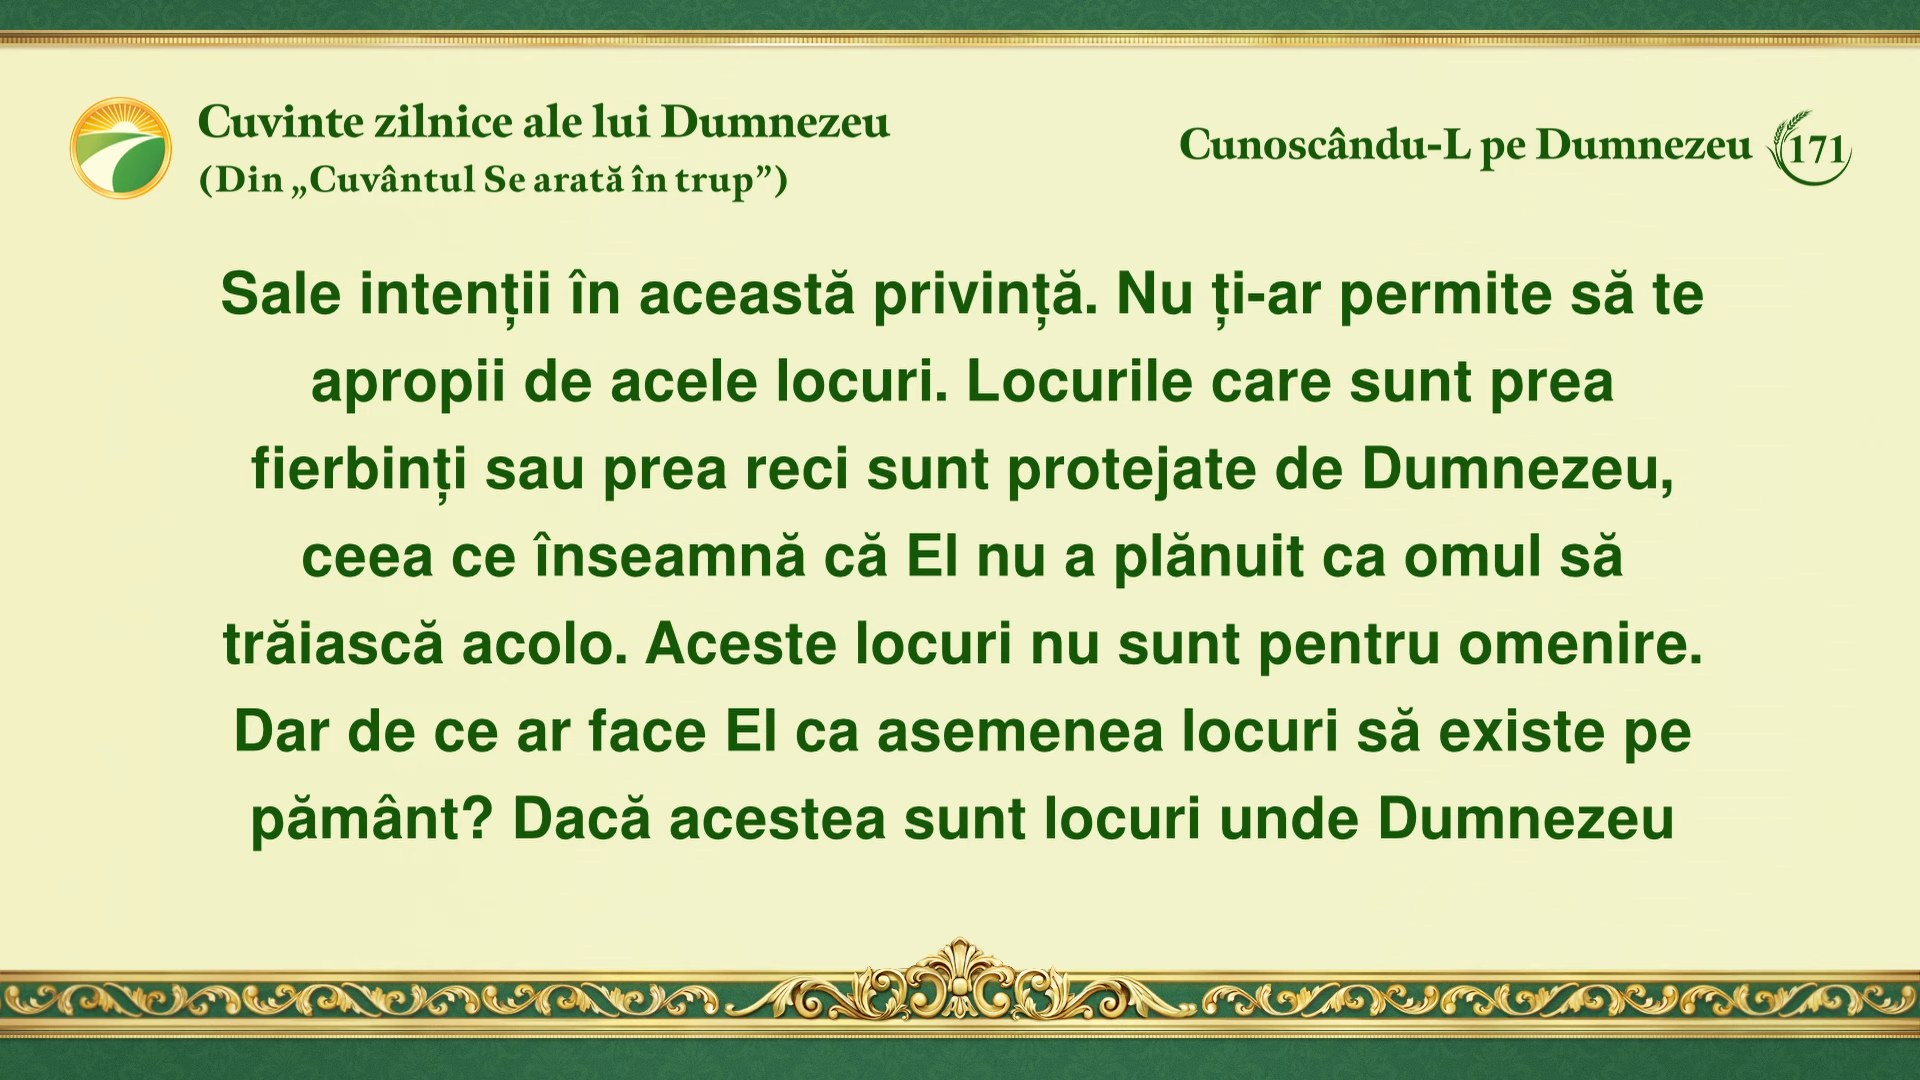 Cuvinte zilnice ale lui Dumnezeu
(Din „Cuvântul Se arată în trup”)
Cunoscându-L pe Dumnezeu 171
Sale intenții în această privință. Nu ți-ar permite să te
apropii de acele locuri. Locurile care sunt prea
fierbinți sau prea reci sunt protejate de Dumnezeu,
ceea ce înseamnă că El nu a plănuit ca omul să
trăiască acolo. Aceste locuri nu sunt pentru omenire.
Dar de ce ar face El ca asemenea locuri să existe pe
pământ? Dacă acestea sunt locuri unde Dumnezeu